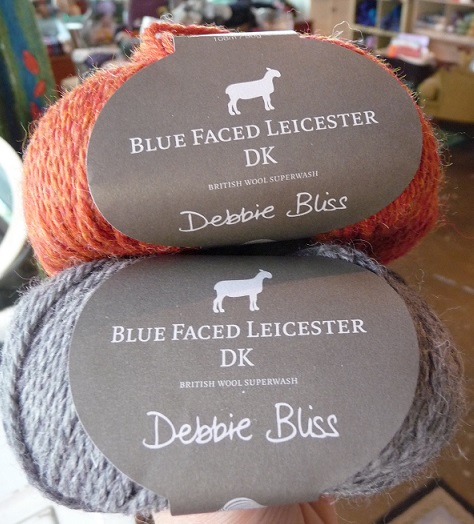 BLUE FACED LEICESTER
DK
BRITISH WOOL SUPERWASH
Debbie Bliss
BLUE FACED LEICESTER
DK
BRITISH WOOL SUPERWASH
Debbie Bliss